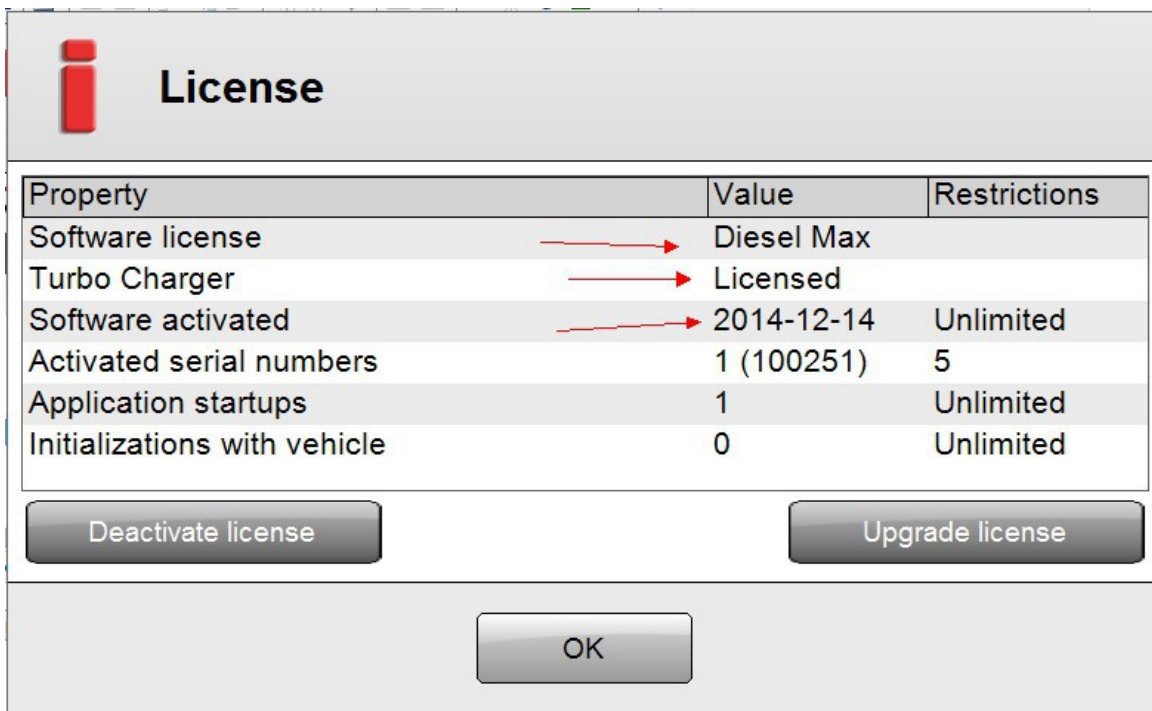 License
Property Value Restrictions
Software license Diesel Max
Turbo Charger Licensed
Software activated 2014-12-14 Unlimited
Activated serial numbers 1 (100251) 5
Application startups 1 Unlimited
Initializations with vehicle 0 Unlimited
Deactivate license Upgrade license
OK